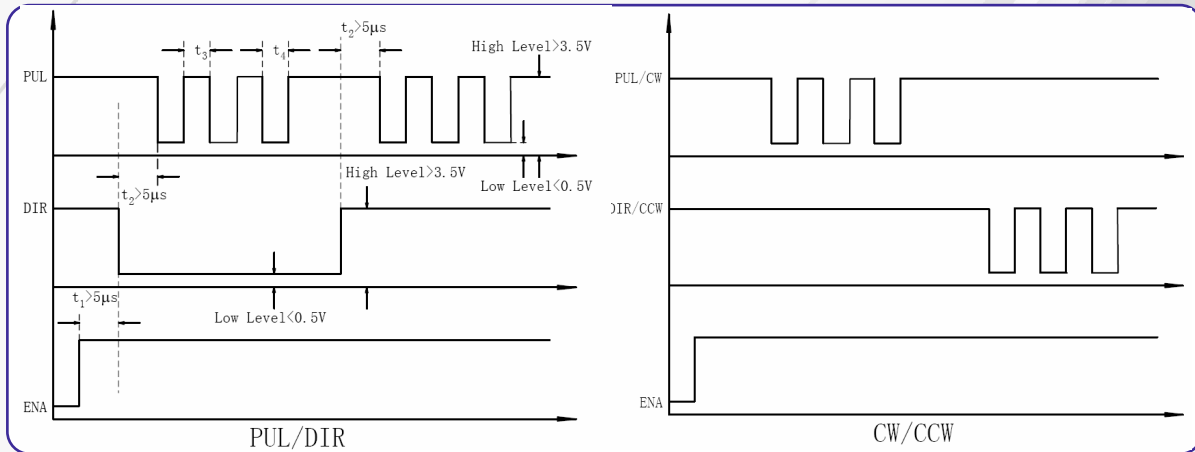 t₂>5µs
t₃
t₄
High Level>3.5V
PUL
Low Level<0.5V
t₂>5µs
High Level>3.5V
DIR
t₁>5µs
Low Level<0.5V
ENA
PUL/DIR
PUL/CW
DIR/CCW
ENA
CW/CCW